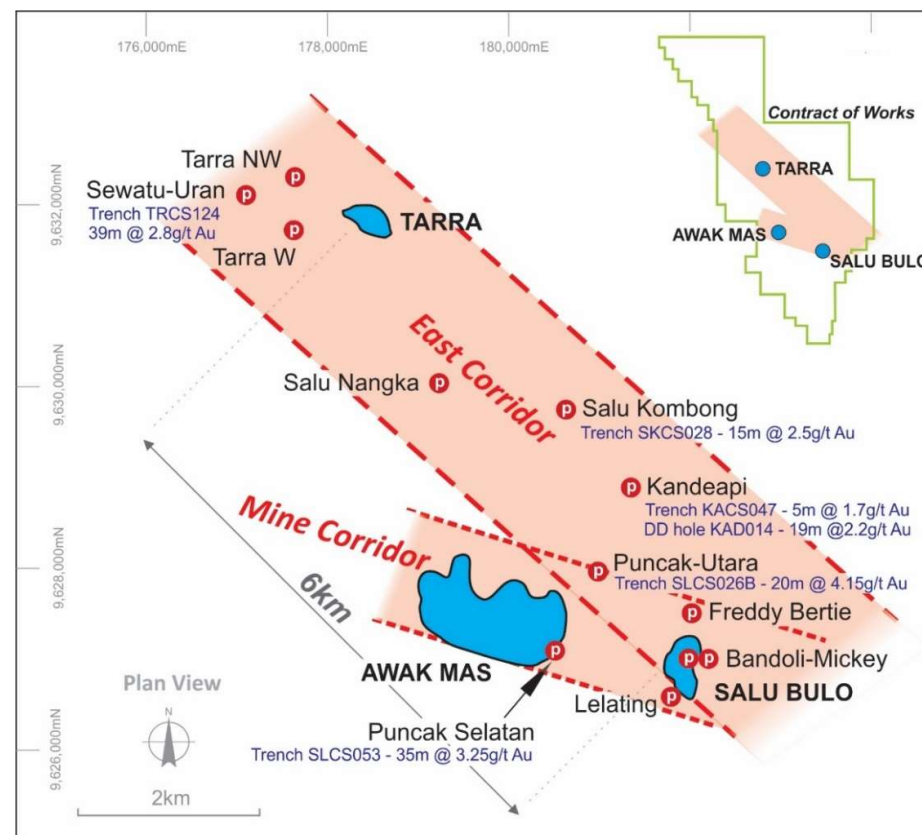 176,000mE
178,000mE
180,000mE
Contract of Works
TARRA
AWAK MAS
SALU BULO
9,632,000mN
9,630,000mN
9,628,000mN
9,626,000mN
Tarra NW
p
Sewatu-Uran
p
Trench TRCS124
39m @ 2.8g/t Au
Tarra W
p
TARRA
East Corridor
Salu Nangka
p
p
Salu Kombong
Trench SKCS028 - 15m @ 2.5g/t Au
p
Kandeapi
Trench KACS047 - 5m @ 1.7g/t Au
DD hole KAD014 - 19m @2.2g/t Au
Mine Corridor
p
Puncak-Utara
Trench SLCS026B - 20m @ 4.15g/t Au
p
Freddy Bertie
6km
p
p
p
Bandoli-Mickey
AWAK MAS
SALU BULO
Lelating
p
Puncak Selatan
Trench SLCS053 - 35m @ 3.25g/t Au
Plan View
N
2km